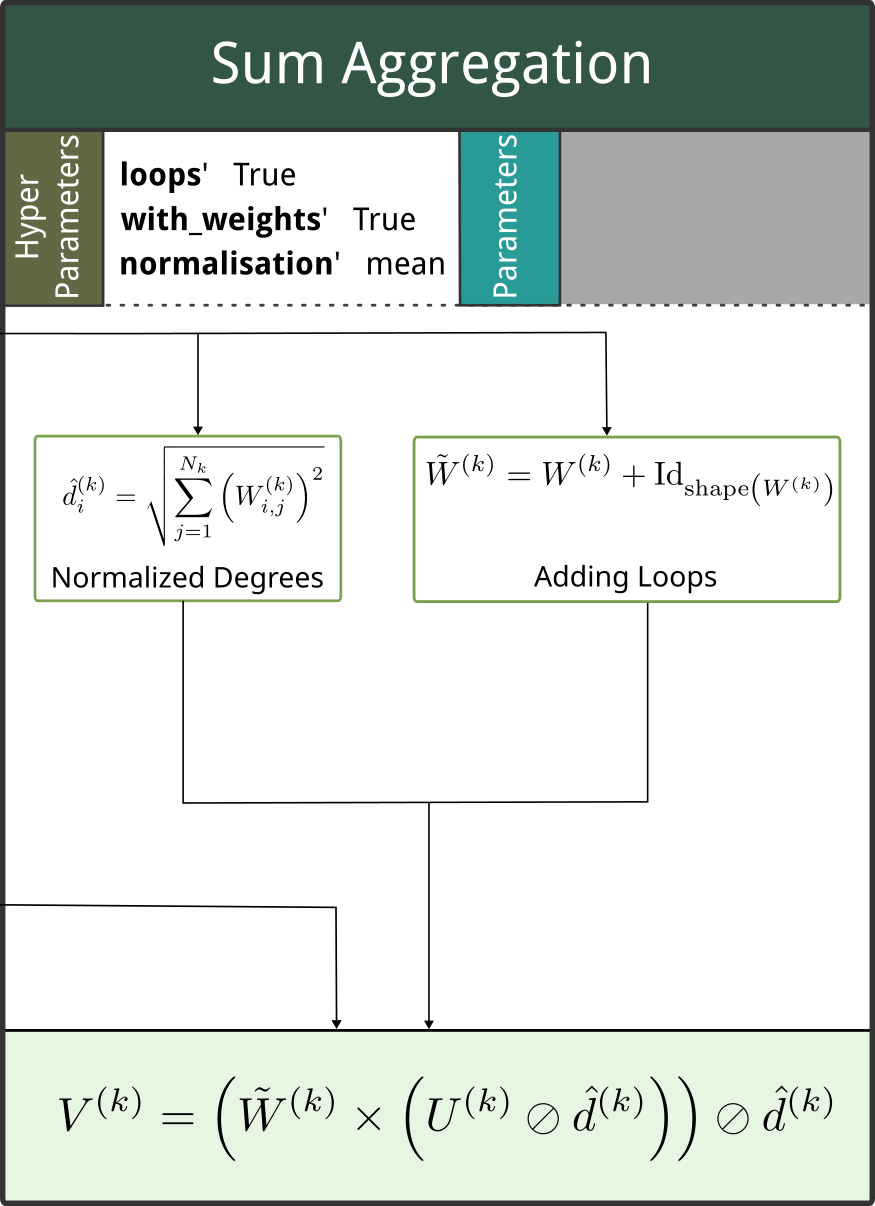 Sum Aggregation
Hyper
Parameters
loops' True
with_weights' True
normalisation' mean
Parameters
$\hat{d}_i^{(k)} = \sqrt{\sum_{j=1}^{N_k} \left(W_{i,j}^{(k)}\right)^2}$
Normalized Degrees
$\tilde{W}^{(k)} = W^{(k)} + \mathrm{Id}_{\mathrm{shape}\left(W^{(k)}\right)}$
Adding Loops
$V^{(k)} = \left(\tilde{W}^{(k)} \times \left(U^{(k)} \oslash \hat{d}^{(k)}\right)\right) \oslash \hat{d}^{(k)}$